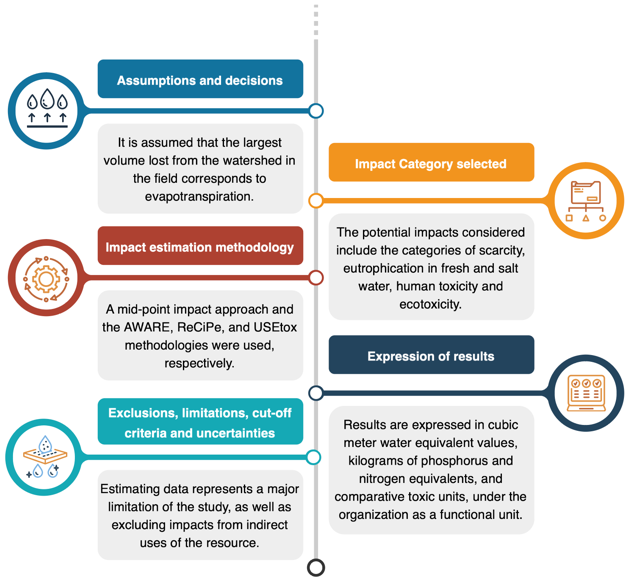 Assumptions and decisions
It is assumed that the largest
volume lost from the watershed in
the field corresponds to
evapotranspiration.
Impact Category selected
The potential impacts considered
include the categories of scarcity,
eutrophication in fresh and salt
water, human toxicity and
ecotoxicity.
Impact estimation methodology
A mid-point impact approach and
the AWARE, ReCiPe, and USEtox
methodologies were used,
respectively.
Expression of results
Results are expressed in cubic
meter water equivalent values,
kilograms of phosphorus and
nitrogen equivalents, and
comparative toxic units, under the
organization as a functional unit.
Exclusions, limitations, cut-off
criteria and uncertainties
Estimating data represents a major
limitation of the study, as well as
excluding impacts from indirect
uses of the resource.